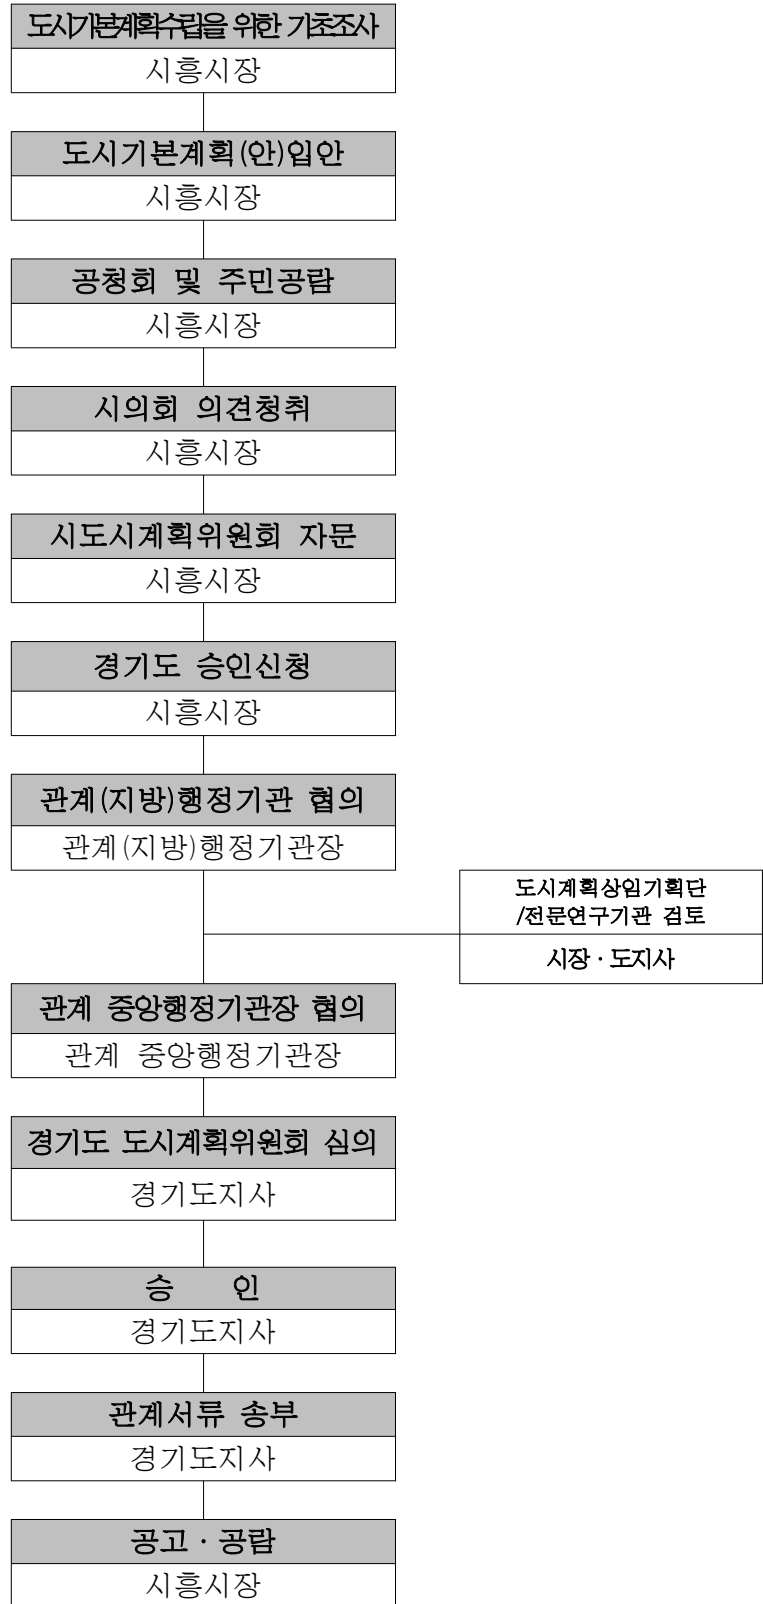 도시기본계획수립을 위한 기초조사
시흥시장
도시기본계획(안)입안
시흥시장
공청회 및 주민공람
시흥시장
시의회 의견청취
시흥시장
시도시계획위원회 자문
시흥시장
경기도 승인신청
시흥시장
관계(지방)행정기관 협의
관계(지방)행정기관장
도시계획상임기획단
/전문연구기관 검토
시장·도지사
관계 중앙행정기관장 협의
관계 중앙행정기관장
경기도 도시계획위원회 심의
경기도지사
승 인
경기도지사
관계서류 송부
경기도지사
공고·공람
시흥시장